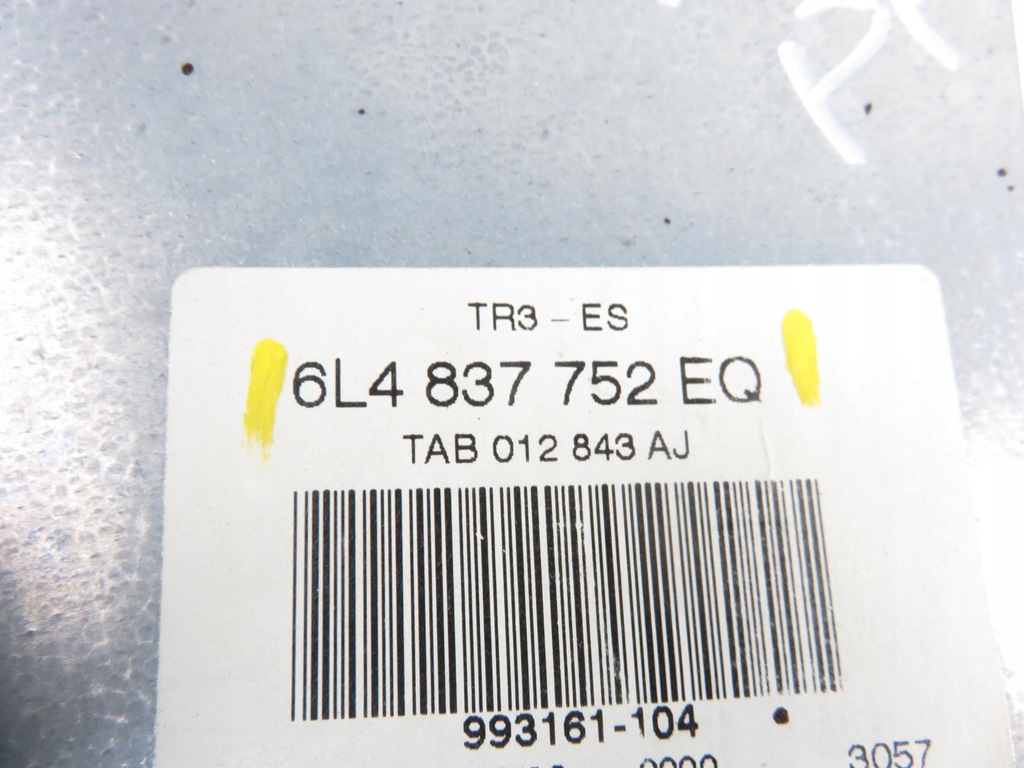 TR3 - ES
6L4 837 752 EQ
TAB 012 843 AJ
993161-104
3057